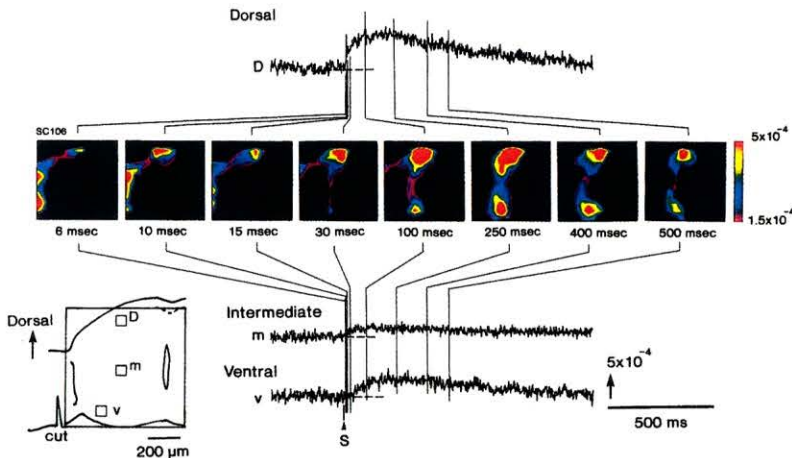 Dorsal
D
SC106
5x10⁻⁴
1.5x10⁻⁴
6 msec 10 msec 15 msec 30 msec 100 msec 250 msec 400 msec 500 msec
Dorsal
D
m
v
cut
200 µm
Intermediate
m
Ventral
v
S
5x10⁻⁴
500 ms